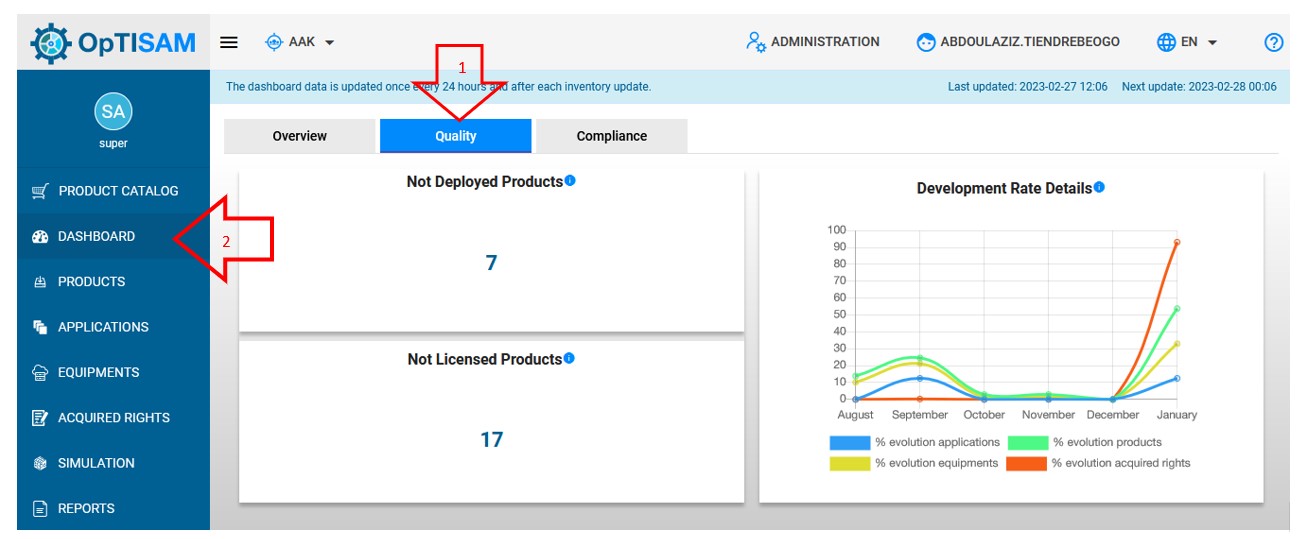 OpTISAM
AAK
ADMINISTRATION
ABDOULAZIZ.TIENDREBEOGO
EN
?
1
The dashboard data is updated once every 24 hours and after each inventory update.
Last updated: 2023-02-27 12:06 Next update: 2023-02-28 00:06
SA
super
Overview
Quality
Compliance
PRODUCT CATALOG
DASHBOARD
2
PRODUCTS
APPLICATIONS
EQUIPMENTS
ACQUIRED RIGHTS
SIMULATION
REPORTS
Not Deployed Products
7
Not Licensed Products
17
Development Rate Details
100
90
80
70
60
50
40
30
20
10
0
August September October November December January
% evolution applications % evolution products
% evolution equipments % evolution acquired rights